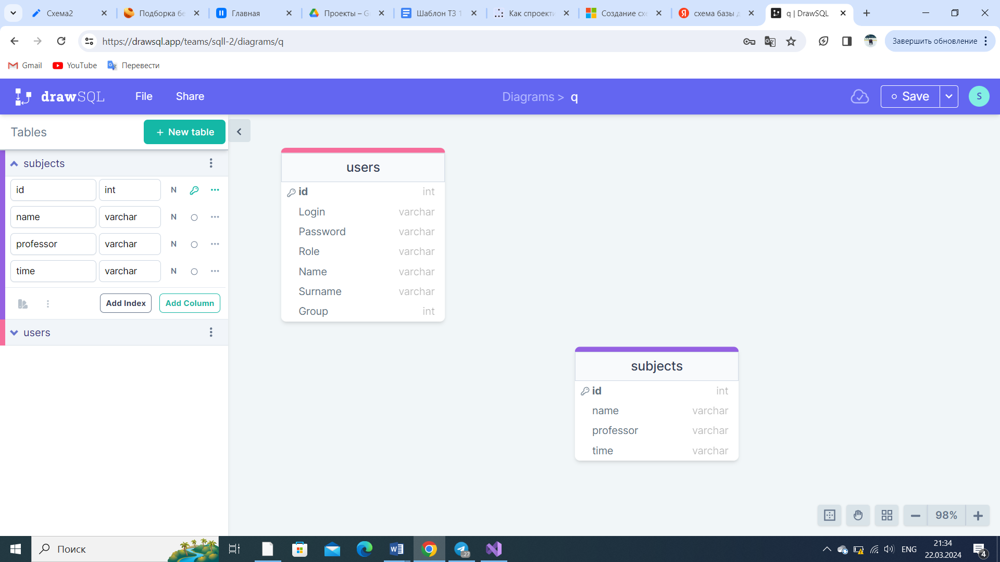 Схема2
Подборка бе
Главная
Проекты – G
Шаблон ТЗ 1
Как спроекти
Создание схе
схема базы д
q | DrawSQL
https://drawsql.app/teams/sqll-2/diagrams/q
Завершить обновление
Gmail
YouTube
Перевести
drawSQL
File
Share
Diagrams > q
Save
S
Tables
+ New table
subjects
id int N
name varchar N
professor varchar N
time varchar N
Add Index
Add Column
users
users
id int
Login varchar
Password varchar
Role varchar
Name varchar
Surname varchar
Group int
subjects
id int
name varchar
professor varchar
time varchar
98%
Поиск
27
ENG
21:34
22.03.2024
4